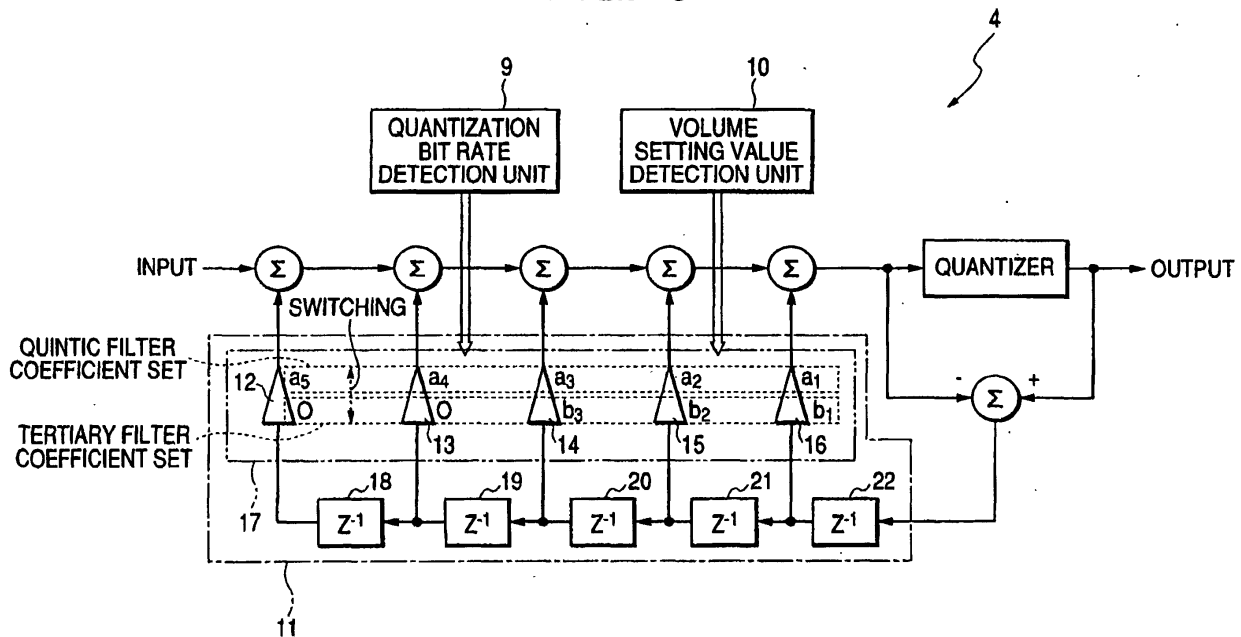 4
9
10
QUANTIZATION
BIT RATE
DETECTION UNIT
VOLUME
SETTING VALUE
DETECTION UNIT
INPUT
Σ
Σ
Σ
Σ
Σ
QUANTIZER
OUTPUT
SWITCHING
QUINTIC FILTER
COEFFICIENT SET
12
a5
a4
a3
a2
a1
- Σ +
O
O
b3
b2
b1
TERTIARY FILTER
COEFFICIENT SET
13
14
15
16
17
18
19
20
21
22
Z-1
Z-1
Z-1
Z-1
Z-1
11